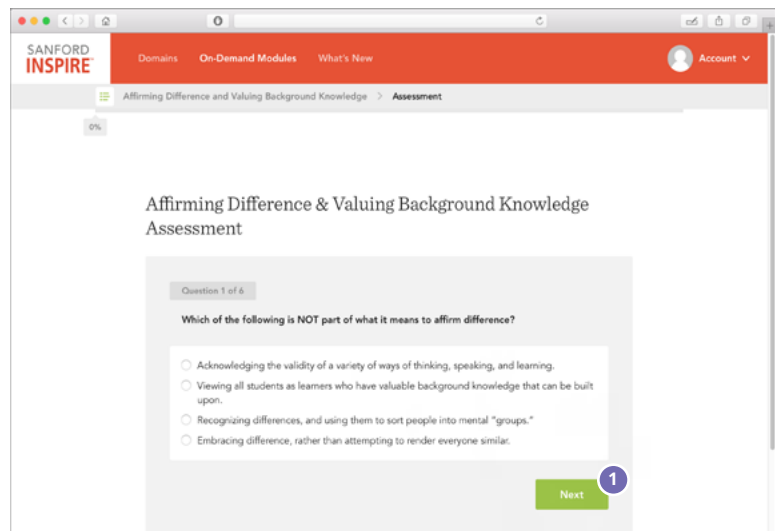 SANFORD
INSPIRE
Domains On-Demand Modules What's New Account
Affirming Difference and Valuing Background Knowledge > Assessment
0%
Affirming Difference & Valuing Background Knowledge
Assessment
Question 1 of 6
Which of the following is NOT part of what it means to affirm difference?
Acknowledging the validity of a variety of ways of thinking, speaking, and learning.
Viewing all students as learners who have valuable background knowledge that can be built
upon.
Recognizing differences, and using them to sort people into mental “groups.”
Embracing difference, rather than attempting to render everyone similar.
Next
1